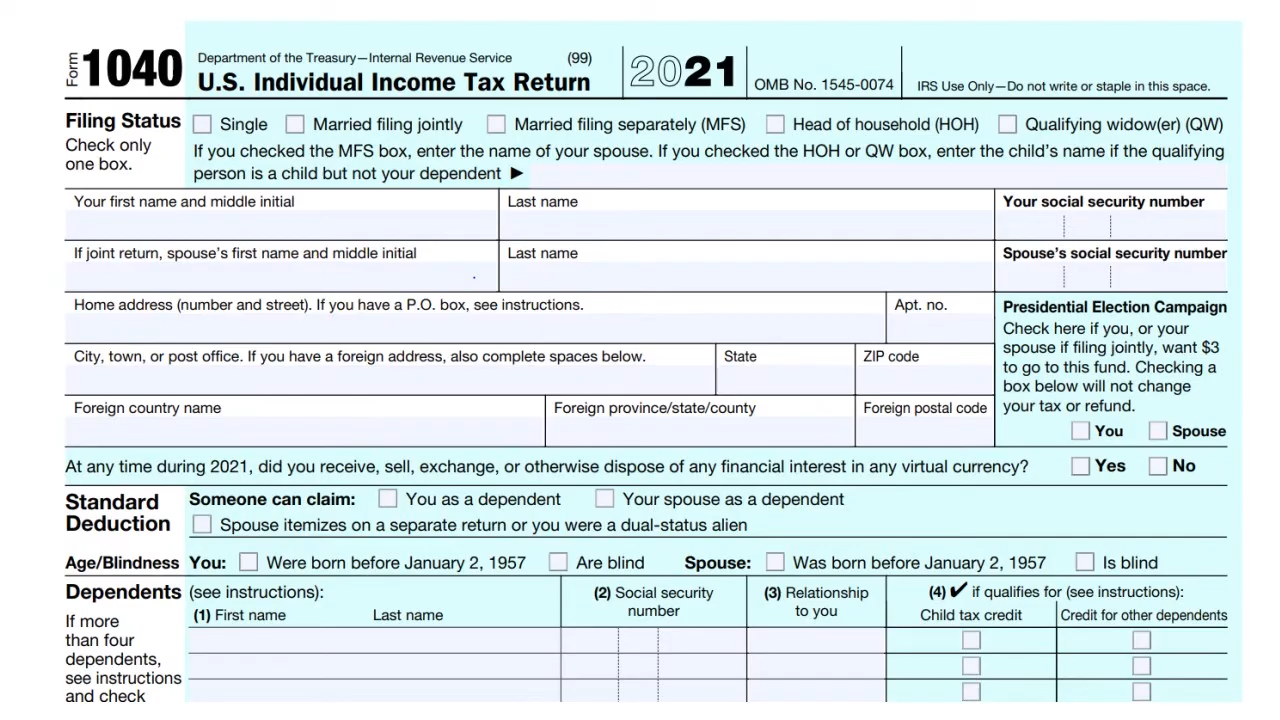 Form 1040 Department of the Treasury—Internal Revenue Service (99) U.S. Individual Income Tax Return 2021 OMB No. 1545-0074 IRS Use Only—Do not write or staple in this space.
Filing Status Check only one box.
Single Married filing jointly Married filing separately (MFS) Head of household (HOH) Qualifying widow(er) (QW)
If you checked the MFS box, enter the name of your spouse. If you checked the HOH or QW box, enter the child's name if the qualifying
person is a child but not your dependent ▶
Your first name and middle initial Last name Your social security number
If joint return, spouse's first name and middle initial Last name Spouse's social security number
Home address (number and street). If you have a P.O. box, see instructions. Apt. no.
City, town, or post office. If you have a foreign address, also complete spaces below. State ZIP code
Foreign country name Foreign province/state/county Foreign postal code
Presidential Election Campaign
Check here if you, or your
spouse if filing jointly, want $3
to go to this fund. Checking a
box below will not change
your tax or refund.
You Spouse
At any time during 2021, did you receive, sell, exchange, or otherwise dispose of any financial interest in any virtual currency? Yes No
Standard
Deduction
Someone can claim: You as a dependent Your spouse as a dependent
Spouse itemizes on a separate return or you were a dual-status alien
Age/Blindness You: Were born before January 2, 1957 Are blind Spouse: Was born before January 2, 1957 Is blind
Dependents (see instructions):
(1) First name Last name
(2) Social security
number
(3) Relationship
to you
(4) ✔ if qualifies for (see instructions):
Child tax credit Credit for other dependents
If more
than four
dependents,
see instructions
and check